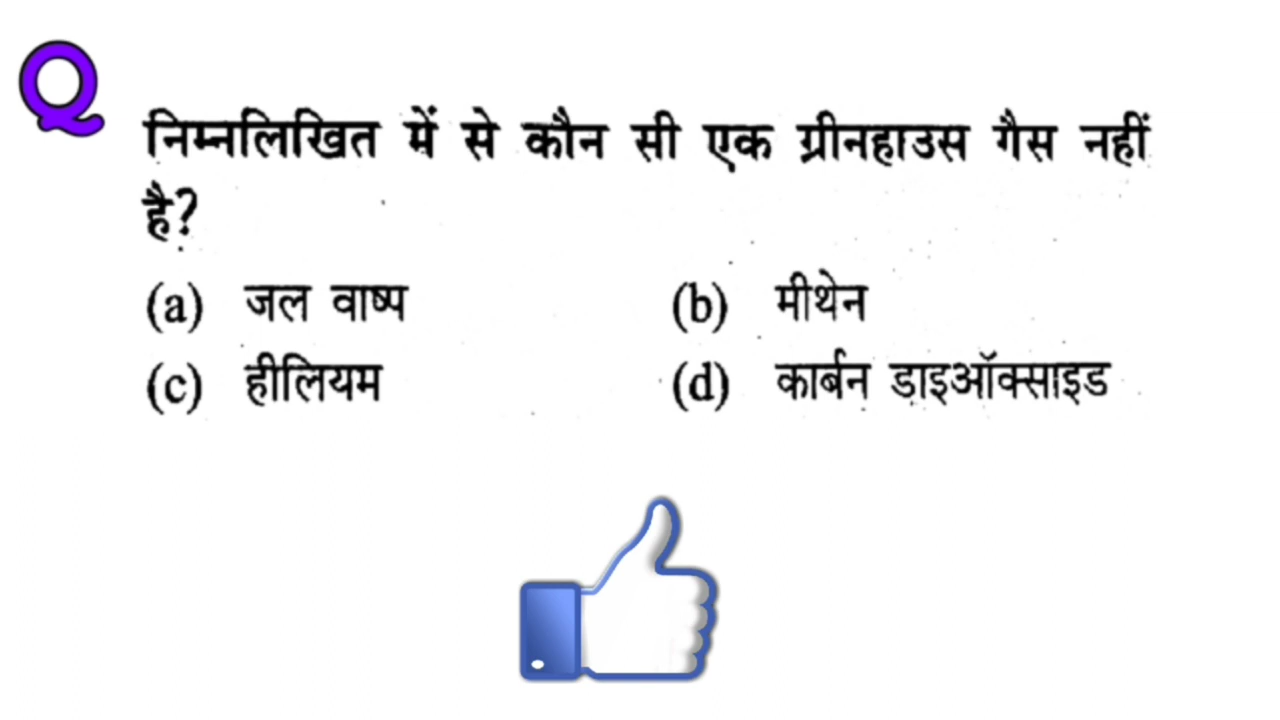 Q
निम्नलिखित में से कौन सी एक ग्रीनहाउस गैस नहीं
है?
(a) जल वाष्प (b) मीथेन
(c) हीलियम (d) कार्बन डाइऑक्साइड